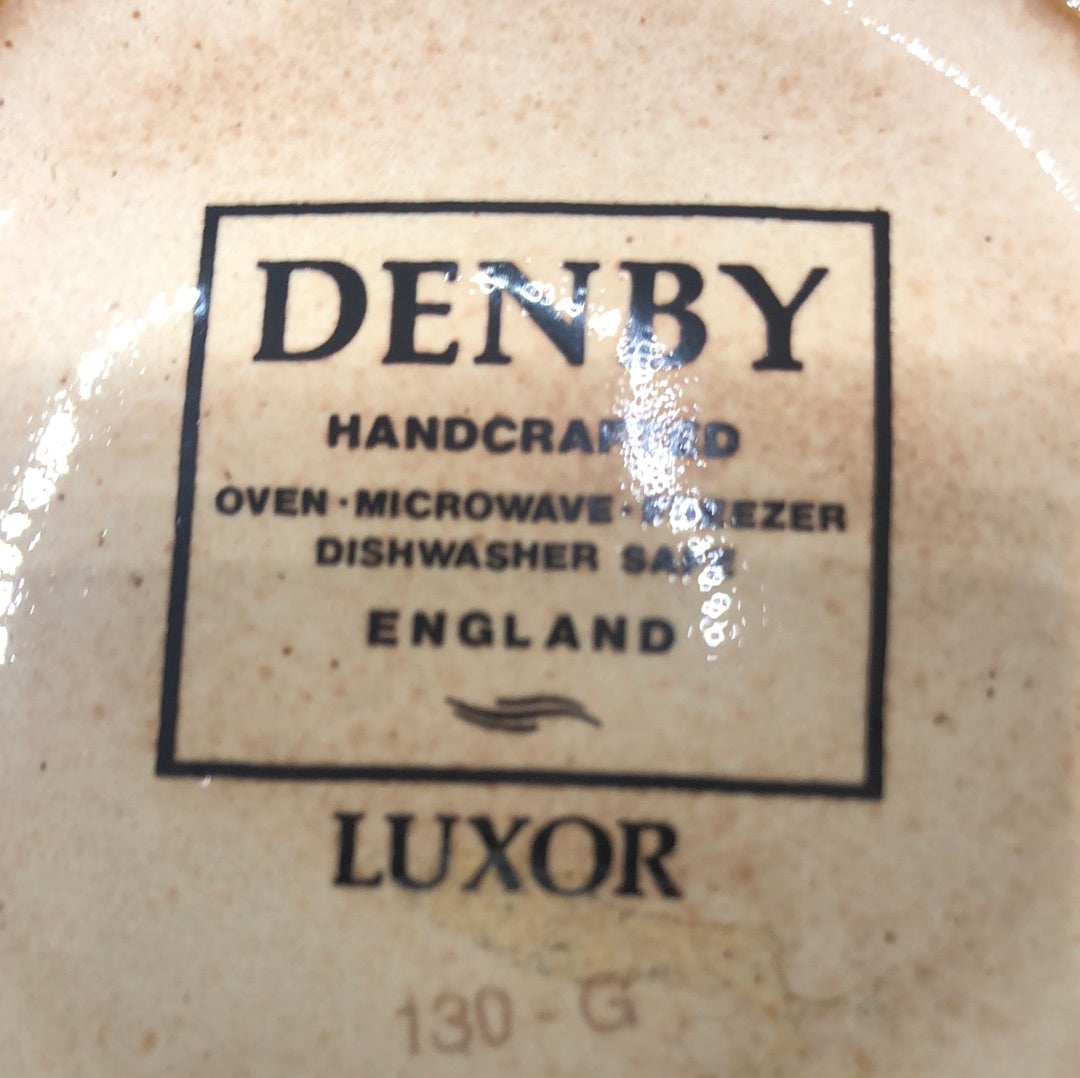 DENBY
HANDCRAFTED
OVEN · MICROWAVE · FREEZER
DISHWASHER SAFE
ENGLAND
LUXOR
130 - G